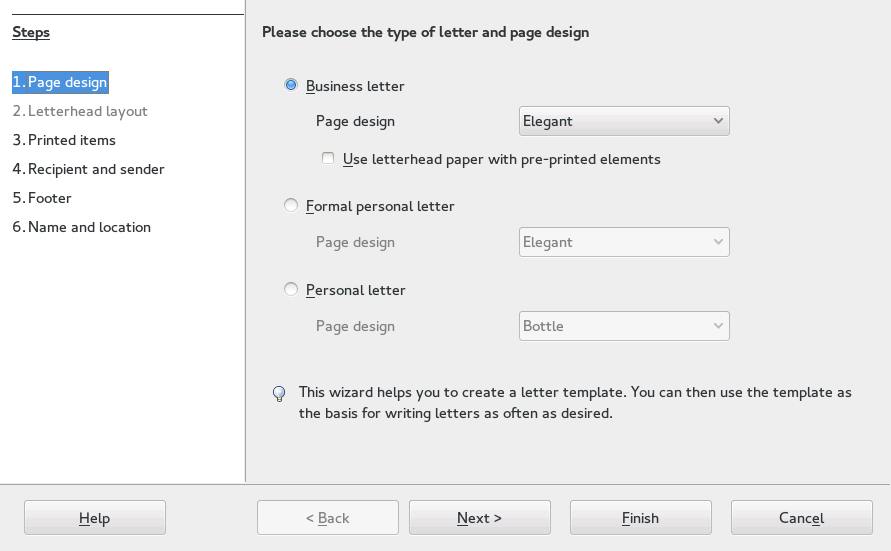 Steps
1. Page design
2. Letterhead layout
3. Printed items
4. Recipient and sender
5. Footer
6. Name and location
Please choose the type of letter and page design
Business letter
Page design
Elegant
Use letterhead paper with pre-printed elements
Formal personal letter
Page design
Elegant
Personal letter
Page design
Bottle
This wizard helps you to create a letter template. You can then use the template as
the basis for writing letters as often as desired.
Help
< Back
Next >
Finish
Cancel